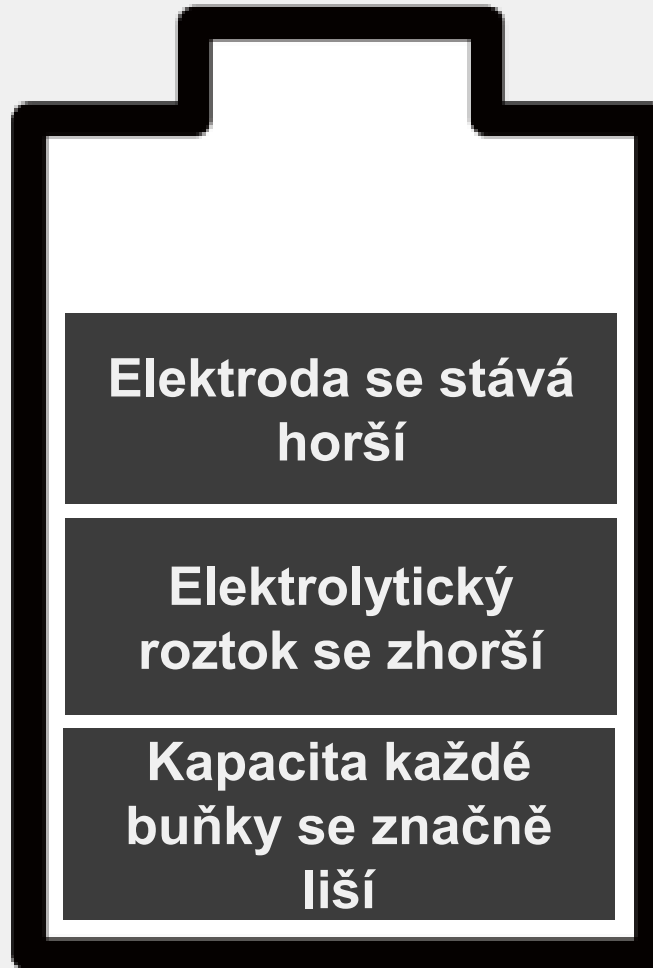 Elektroda se stává
horší
Elektrolytický
roztok se zhorší
Kapacita každé
buňky se značně
liší